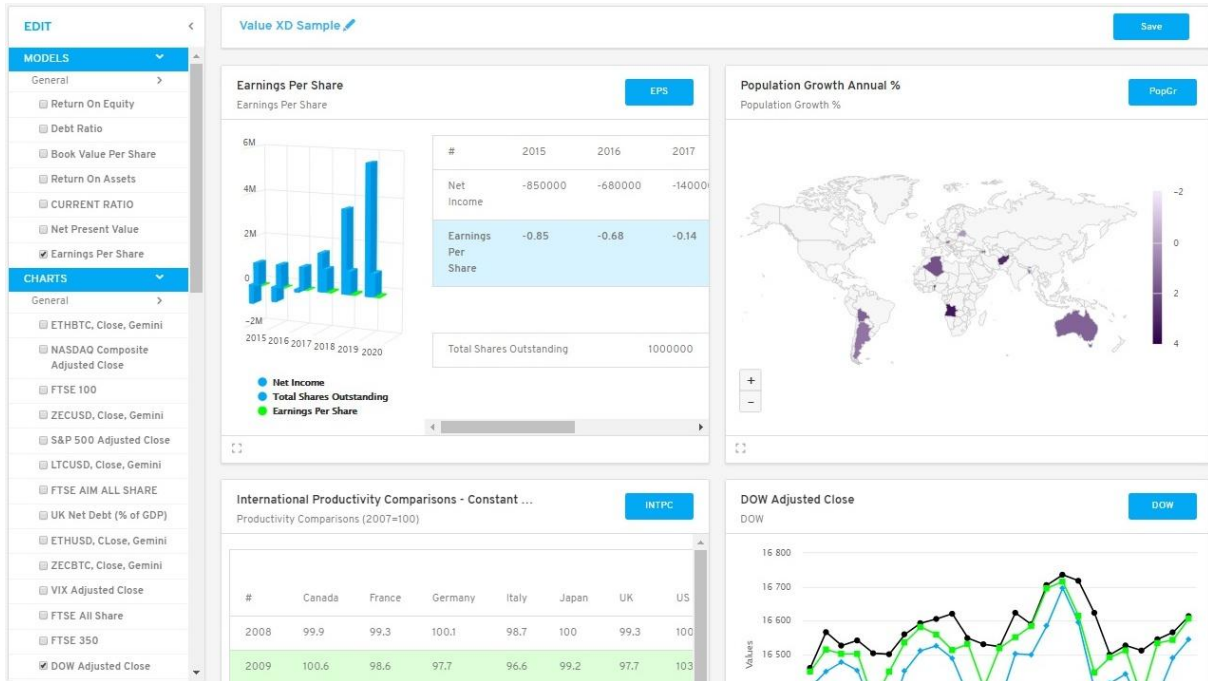 EDIT
MODELS
General
Return On Equity
Debt Ratio
Book Value Per Share
Return On Assets
CURRENT RATIO
Net Present Value
Earnings Per Share
CHARTS
General
ETHBTC, Close, Gemini
NASDAQ Composite
Adjusted Close
FTSE 100
ZECUSD, Close, Gemini
S&P 500 Adjusted Close
LTCUSD, Close, Gemini
FTSE AIM ALL SHARE
UK Net Debt (% of GDP)
ETHUSD, CLose, Gemini
ZECBTC, Close, Gemini
VIX Adjusted Close
FTSE All Share
FTSE 350
DOW Adjusted Close
Value XD Sample
Save
Earnings Per Share
Earnings Per Share
EPS
6M
4M
2M
0
-2M
2015 2016 2017 2018 2019 2020
Net Income
Total Shares Outstanding
Earnings Per Share
# 2015 2016 2017
Net -850000 -680000 -14000
Income
Earnings -0.85 -0.68 -0.14
Per
Share
Total Shares Outstanding 1000000
Population Growth Annual %
Population Growth %
PopGr
-2
0
2
4
+
-
International Productivity Comparisons - Constant ...
Productivity Comparisons (2007=100)
INTPC
# Canada France Germany Italy Japan UK US
2008 99.9 99.3 100.1 98.7 100 99.3 100
2009 100.6 98.6 97.7 96.6 99.2 97.7 103
DOW Adjusted Close
DOW
DOW
Values
16 800
16 700
16 600
16 500